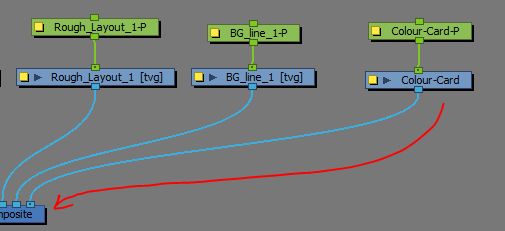 Rough_Layout_1-P
BG_line_1-P
Colour-Card-P
Rough_Layout_1 [tvg]
BG_line_1 [tvg]
Colour-Card
mposite